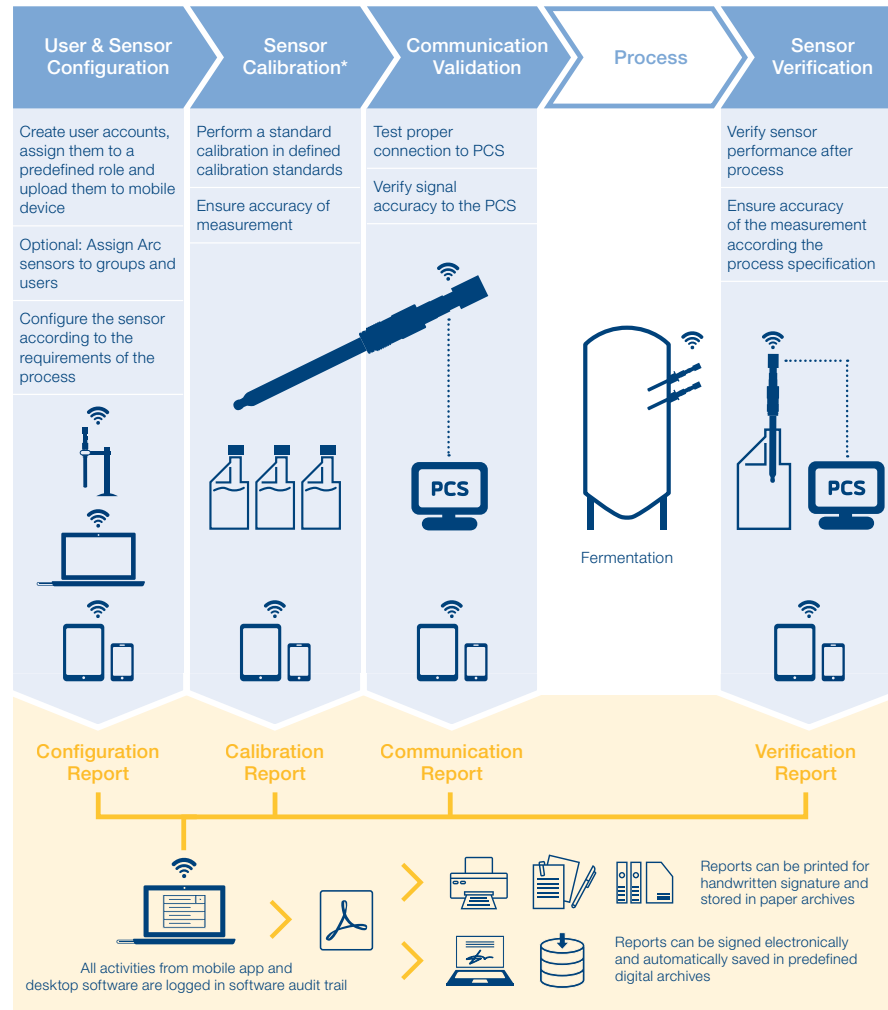 User & Sensor
Configuration
Sensor
Calibration*
Communication
Validation
Process
Sensor
Verification
Create user accounts,
assign them to a
predefined role and
upload them to mobile
device
Optional: Assign Arc
sensors to groups and
users
Configure the sensor
according to the
requirements of the
process
Perform a standard
calibration in defined
calibration standards
Ensure accuracy of
measurement
Test proper
connection to PCS
Verify signal
accuracy to the PCS
PCS
Fermentation
Verify sensor
performance after
process
Ensure accuracy
of the measurement
according the
process specification
PCS
Configuration
Report
Calibration
Report
Communication
Report
Verification
Report
All activities from mobile app and
desktop software are logged in software audit trail
Reports can be printed for
handwritten signature and
stored in paper archives
Reports can be signed electronically
and automatically saved in predefined
digital archives